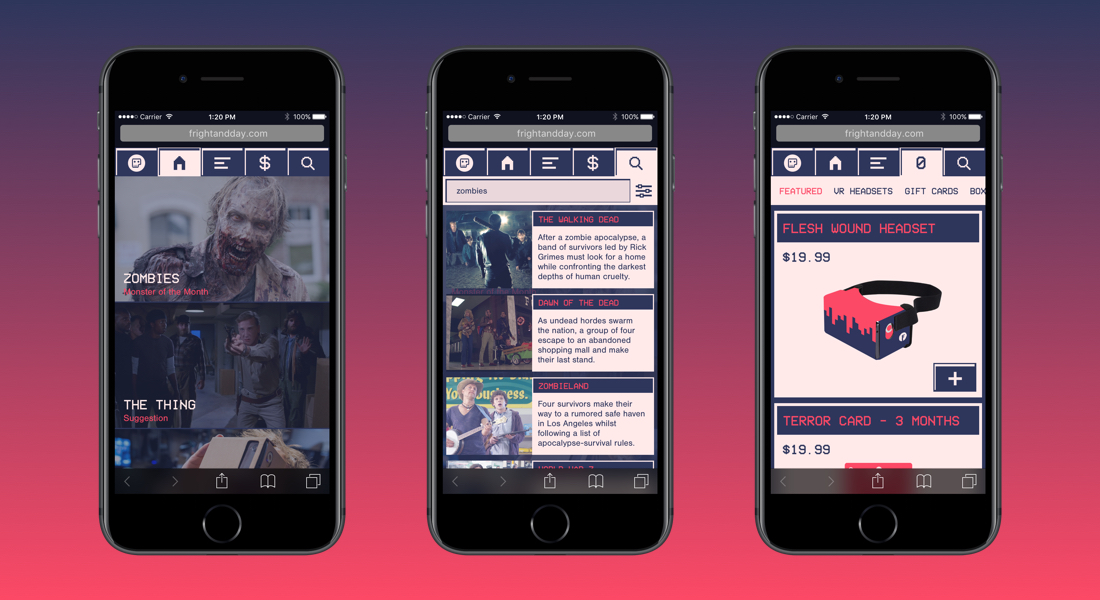 Carrier 1:20 PM 100%
frightandday.com
ZOMBIES
Monster of the Month
THE THING
Suggestion
Carrier 1:20 PM 100%
frightandday.com
$
zombies
THE WALKING DEAD
After a zombie apocalypse, a
band of survivors led by Rick
Grimes must look for a home
while confronting the darkest
depths of human cruelty.
DAWN OF THE DEAD
As undead hordes swarm
the nation, a group of four
escape to an abandoned
shopping mall and make
their last stand.
ZOMBIELAND
Four survivors make their
way to a rumored safe haven
in Los Angeles whilst
following a list of
apocalypse-survival rules.
Carrier 1:20 PM 100%
frightandday.com
0
FEATURED VR HEADSETS GIFT CARDS BOX
FLESH WOUND HEADSET
$19.99
+
TERROR CARD - 3 MONTHS
$19.99